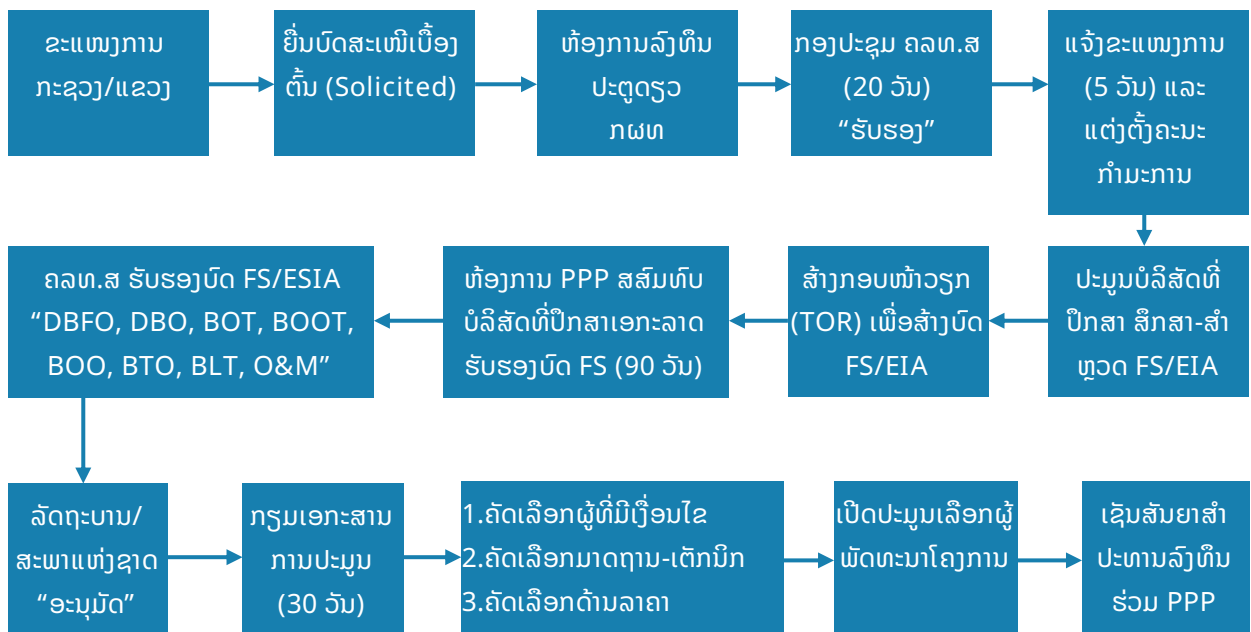 ຂະແໜງການ
ກະຊວງ/ແຂວງ
ຍື່ນບົດສະເໜີເບື້ອງ
ຕົ້ນ (Solicited)
ຫ້ອງການລົງທຶນ
ປະຕູດຽວ
ກຜທ
ກອງປະຊຸມ ຄລທ.ສ
(20 ວັນ)
“ຮັບຮອງ”
ແຈ້ງຂະແໜງການ
(5 ວັນ) ແລະ
ແຕ່ງຕັ້ງຄະນະ
ກຳມະການ
ປະມູນບໍລິສັດທີ່
ປຶກສາ ສຶກສາ-ສຳ
ຫຼວດ FS/EIA
ສ້າງກອບໜ້າວຽກ
(TOR) ເພື່ອສ້າງບົດ
FS/EIA
ຫ້ອງການ PPP ສສົມທົບ
ບໍລິສັດທີ່ປຶກສາເອກະລາດ
ຮັບຮອງບົດ FS (90 ວັນ)
ຄລທ.ສ ຮັບຮອງບົດ FS/ESIA
“DBFO, DBO, BOT, BOOT,
BOO, BTO, BLT, O&M”
ລັດຖະບານ/
ສະພາແຫ່ງຊາດ
“ອະນຸມັດ”
ກຽມເອກະສານ
ການປະມູນ
(30 ວັນ)
1.ຄັດເລືອກຜູ້ທີ່ມີເງື່ອນໄຂ
2.ຄັດເລືອກມາດຖານ-ເຕັກນິກ
3.ຄັດເລືອກດ້ານລາຄາ
ເປີດປະມູນເລືອກຜູ້
ພັດທະນາໂຄງການ
ເຊັນສັນຍາສຳ
ປະທານລົງທຶນ
ຮ່ວມ PPP